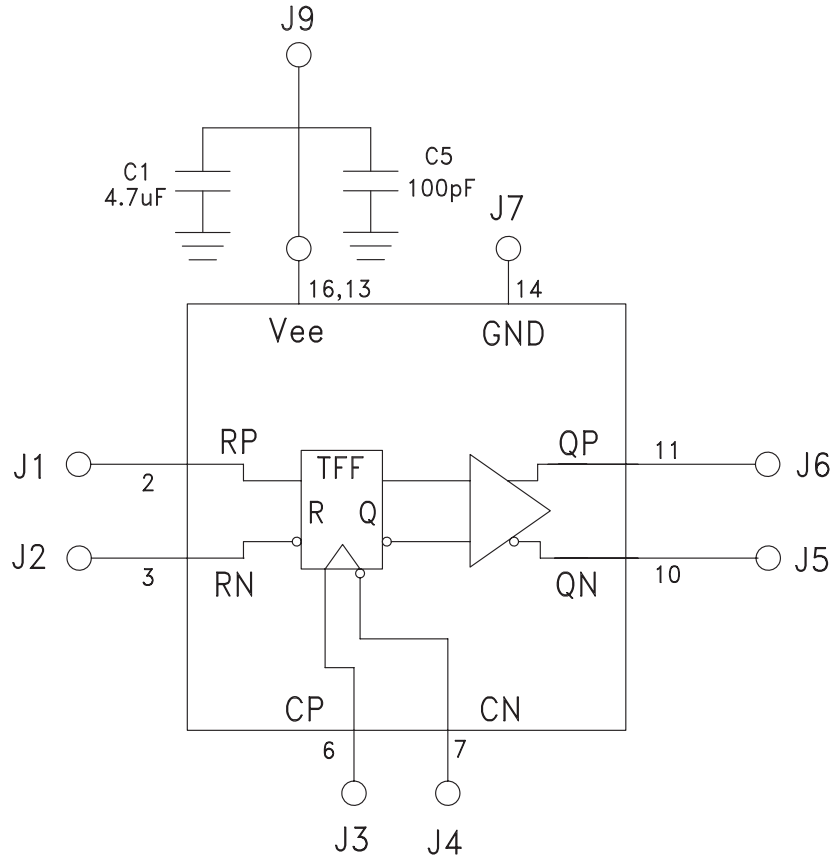 J9
C1
4.7uF
C5
100pF
J7
16,13
14
Vee
GND
J1
2
RP
TFF
R
Q
QP
11
J6
J2
3
RN
QN
10
J5
CP
CN
6
7
J3
J4